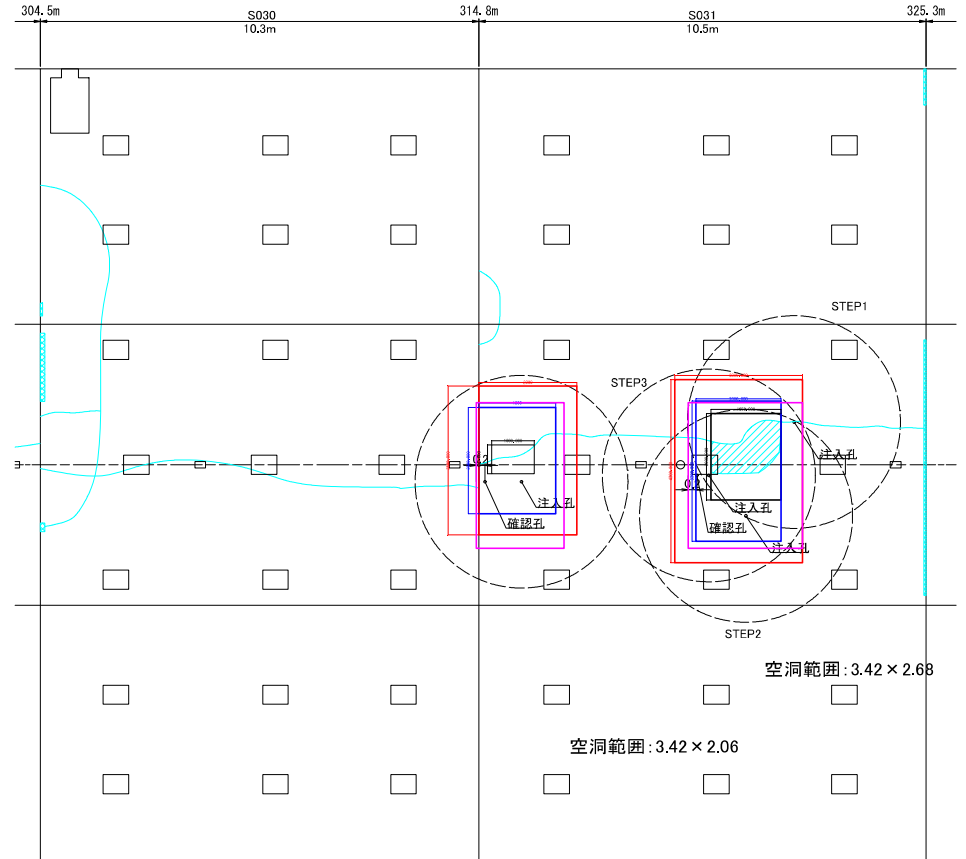 304.5m
S030
10.3m
314.8m
S031
10.5m
325.3m
STEP1
STEP3
注入孔
0.2
注入孔
確認孔
0.2
注入孔
確認孔
注入孔
STEP2
空洞範囲:3.42×2.68
空洞範囲:3.42×2.06